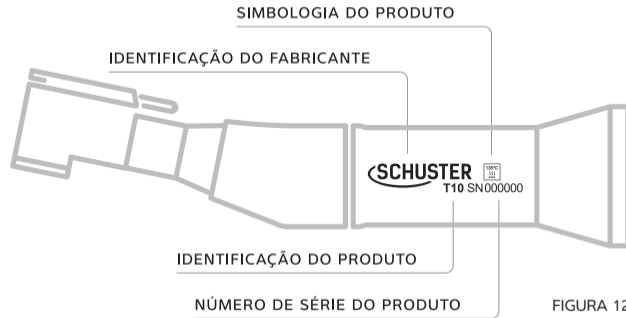 SIMBOLOGIA DO PRODUTO
IDENTIFICAÇÃO DO FABRICANTE
SCHUSTER
135°C
T10 SN000000
IDENTIFICAÇÃO DO PRODUTO
NÚMERO DE SÉRIE DO PRODUTO
FIGURA 12